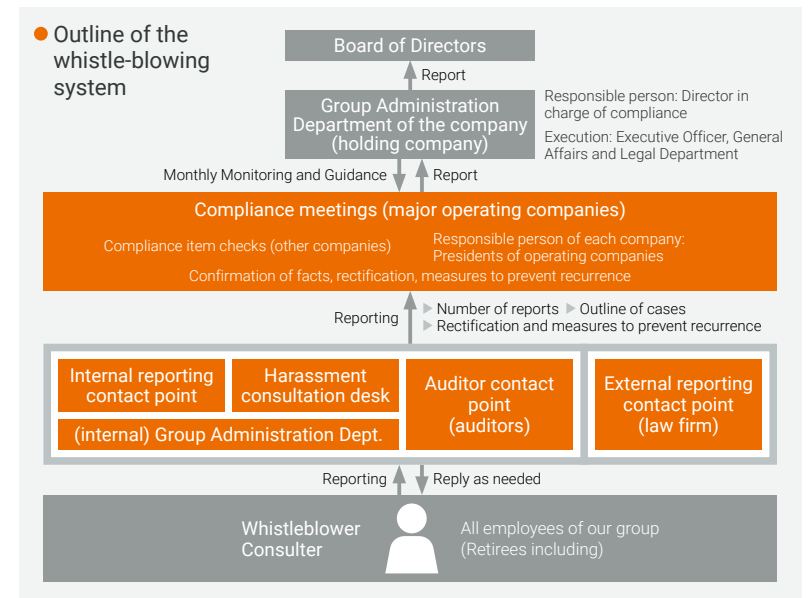 Outline of the
whistle-blowing
system
Board of Directors
Report
Group Administration
Department of the company
(holding company)
Responsible person: Director in
charge of compliance
Execution: Executive Officer, General
Affairs and Legal Department
Monthly Monitoring and Guidance
Report
Compliance meetings (major operating companies)
Compliance item checks (other companies)
Responsible person of each company:
Presidents of operating companies
Confirmation of facts, rectification, measures to prevent recurrence
Reporting
Number of reports
Outline of cases
Rectification and measures to prevent recurrence
Internal reporting
contact point
Harassment
consultation desk
(internal) Group Administration Dept.
Auditor contact
point
(auditors)
External reporting
contact point
(law firm)
Reporting
Reply as needed
Whistleblower
Consulter
All employees of our group
(Retirees including)